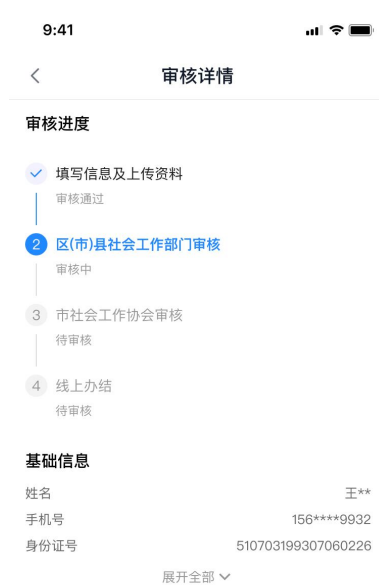 9:41
审核详情
审核进度
填写信息及上传资料
审核通过
2 区(市)县社会工作部门审核
审核中
3 市社会工作协会审核
待审核
4 线上办结
待审核
基础信息
姓名 王**
手机号 156****9932
身份证号 510703199307060226
展开全部